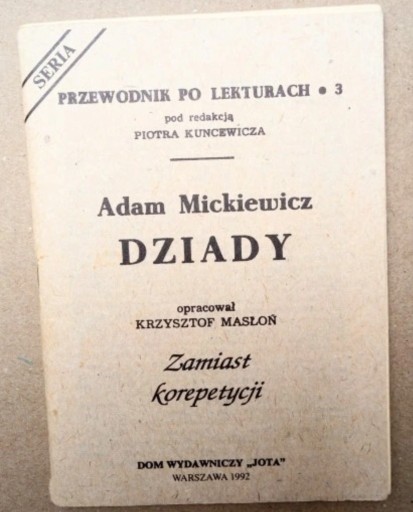 SERIA
PRZEWODNIK PO LEKTURACH • 3
pod redakcją
PIOTRA KUNCEWICZA
Adam Mickiewicz
DZIADY
opracował
KRZYSZTOF MASŁOŃ
Zamiast
korepetycji
DOM WYDAWNICZY „JOTA”
WARSZAWA 1992